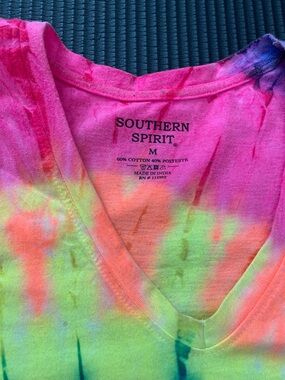 SOUTHERN
SPIRIT
M
60% COTTON 40% POLYESTER
MADE IN INDIA